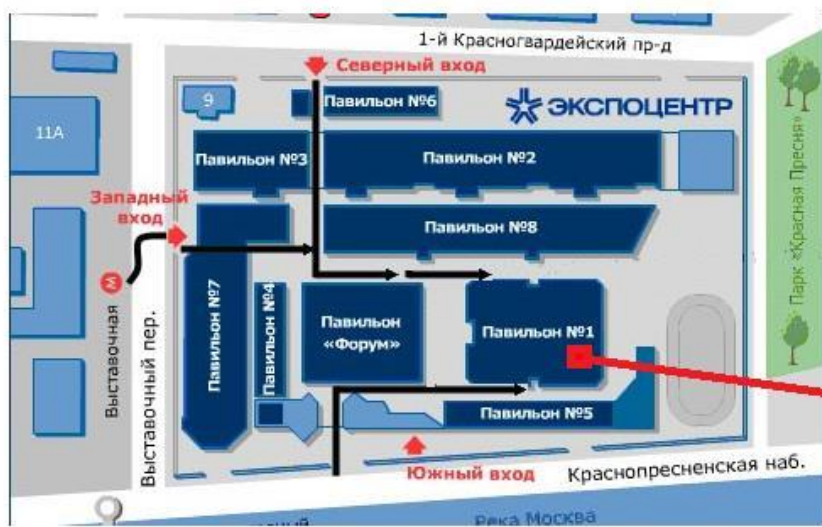 1-й Красногвардейский пр-д
Северный вход
9
Павильон №6
ЭКСПОЦЕНТР
11А
Павильон №3
Павильон №2
Западный
вход
Павильон №8
М
Выставочная
Выставочный пер.
Павильон №7
Павильон №4
Павильон
«Форум»
Павильон №1
Парк «Красная Пресня»
Павильон №5
Южный вход
Краснопресненская наб.
Река Москва